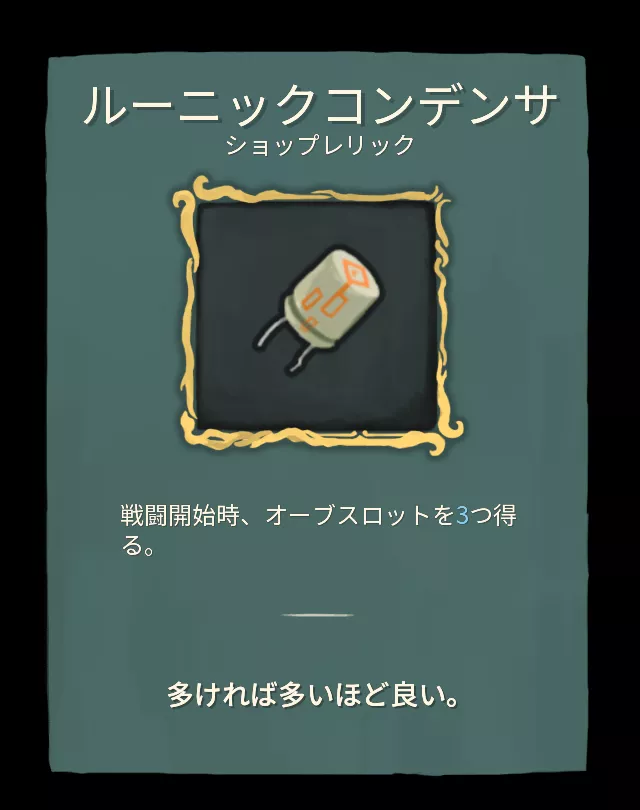 ルーニックコンデンサ
ショップレリック
戦闘開始時、オーブスロットを3つ得
る。
多ければ多いほど良い。